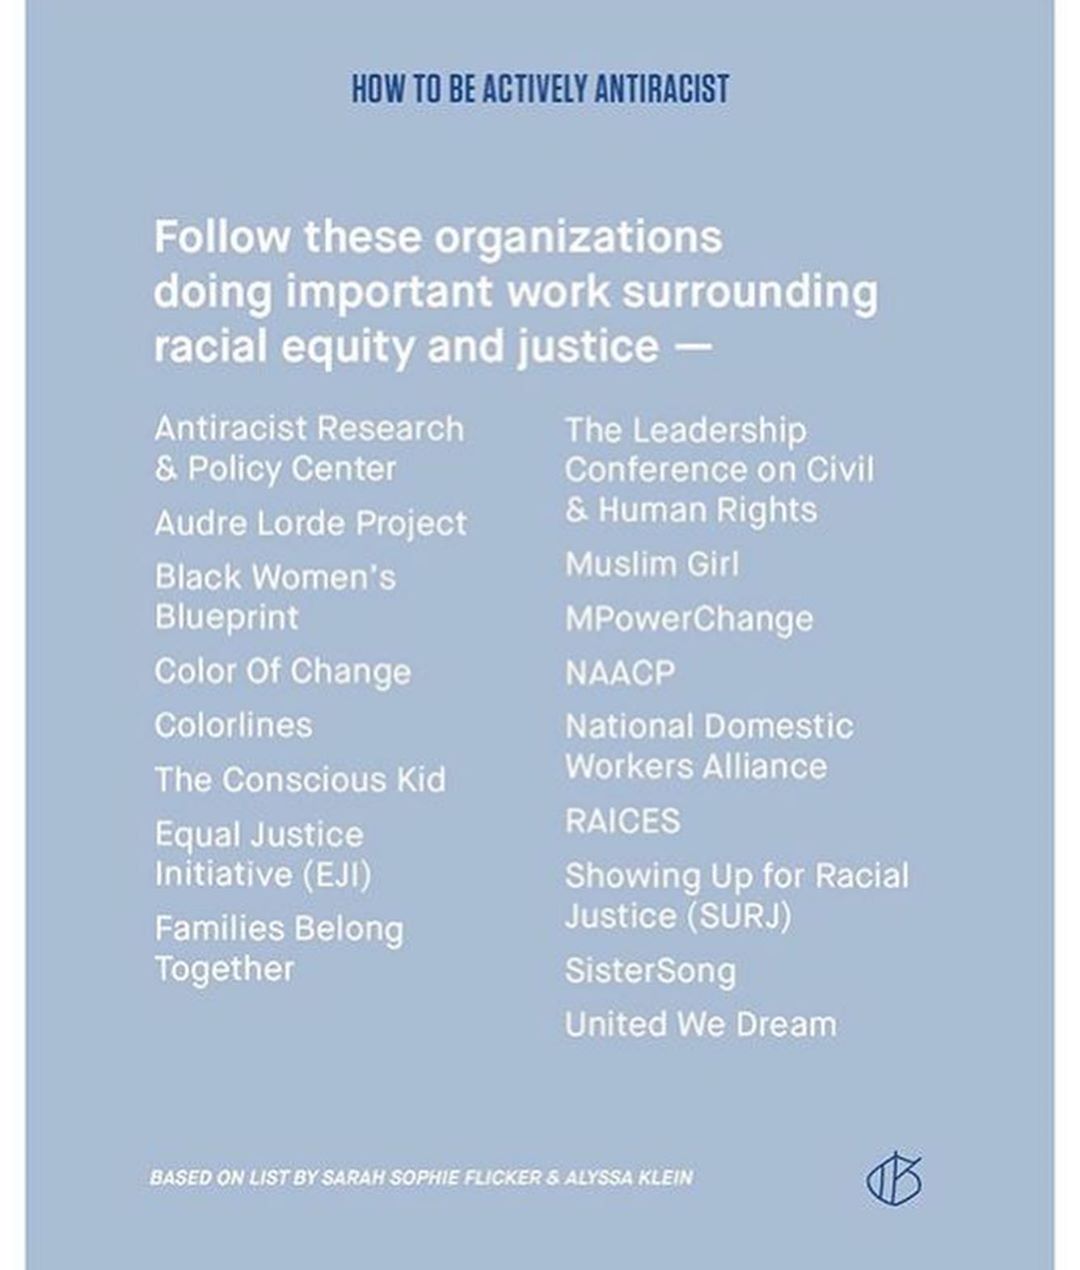 HOW TO BE ACTIVELY ANTIRACIST
Follow these organizations
doing important work surrounding
racial equity and justice —
Antiracist Research
& Policy Center
Audre Lorde Project
Black Women's
Blueprint
Color Of Change
Colorlines
The Conscious Kid
Equal Justice
Initiative (EJI)
Families Belong
Together
The Leadership
Conference on Civil
& Human Rights
Muslim Girl
MPowerChange
NAACP
National Domestic
Workers Alliance
RAICES
Showing Up for Racial
Justice (SURJ)
SisterSong
United We Dream
BASED ON LIST BY SARAH SOPHIE FLICKER & ALYSSA KLEIN